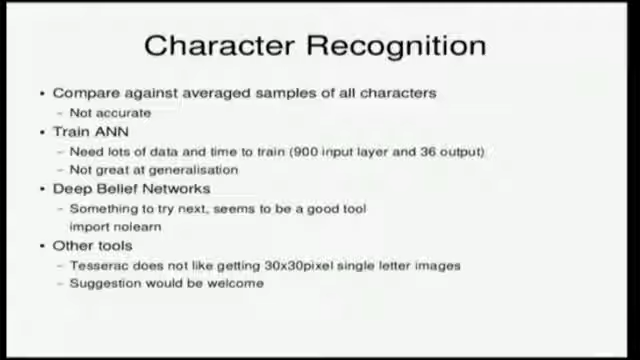 Character Recognition
• Compare against averaged samples of all characters
– Not accurate
• Train ANN
– Need lots of data and time to train (900 input layer and 36 output)
– Not great at generalisation
• Deep Belief Networks
– Something to try next, seems to be a good tool
import nolearn
• Other tools
– Tesserac does not like getting 30x30pixel single letter images
– Suggestion would be welcome